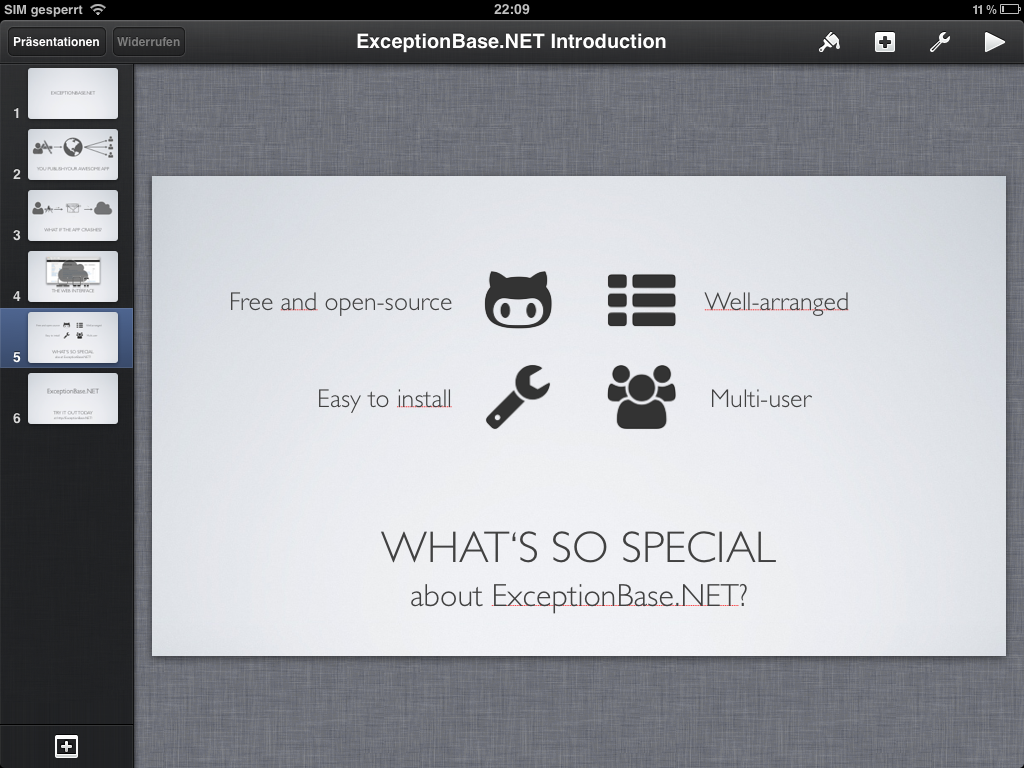 SIM gesperrt
22:09
11 %
Präsentationen
Widerrufen
ExceptionBase.NET Introduction
1
EXCEPTIONBASE.NET
2
YOU PUBLISH YOUR AWESOME APP
3
WHAT IF THE APP CRASHES?
4
THE WEB INTERFACE
5
WHAT'S SO SPECIAL
about ExceptionBase.NET?
6
ExceptionBase.NET
TRY IT OUT TODAY
Free and open-source
Well-arranged
Easy to install
Multi-user
WHAT‘S SO SPECIAL
about ExceptionBase.NET?